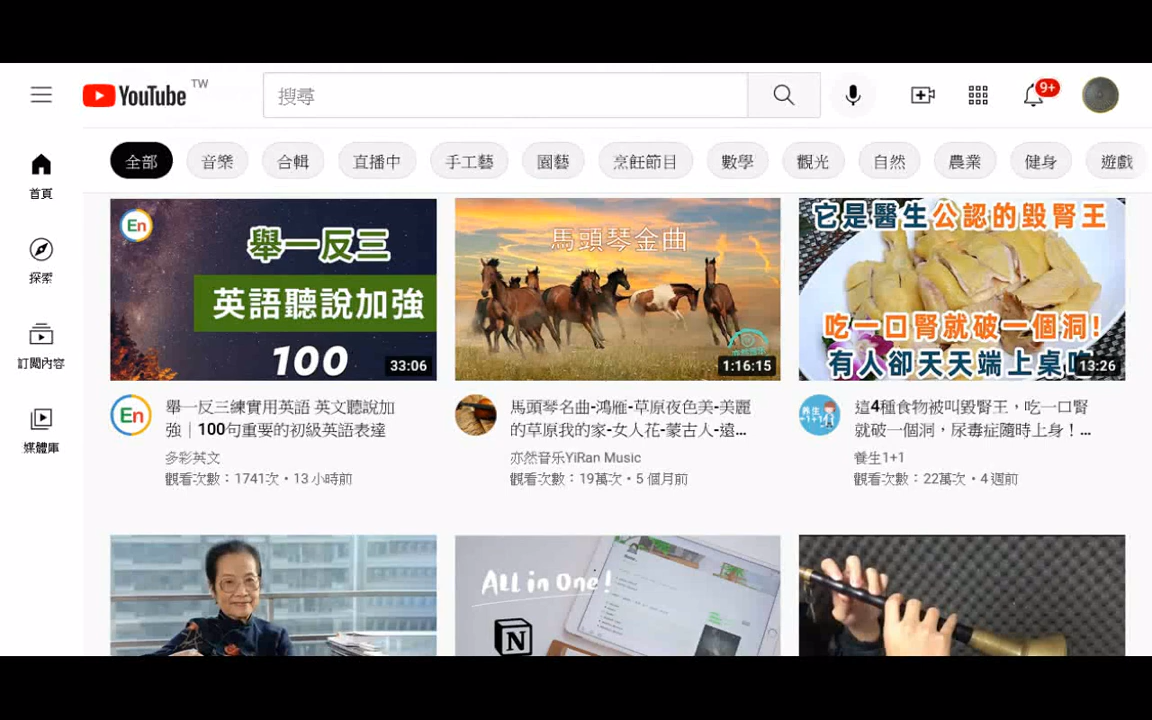 YouTube TW
搜尋
9+
全部 音樂 合輯 直播中 手工藝 園藝 烹飪節目 數學 觀光 自然 農業 健身 遊戲
首頁
探索
訂閱內容
媒體庫
En
舉一反三
英語聽說加強
100
33:06
馬頭琴金曲
1:16:15
它是醫生公認的毀腎王
吃一口腎就破一個洞!
有人卻天天端上桌吃
13:26
En
舉一反三練實用英語 英文聽說加
強｜100句重要的初級英語表達
多彩英文
觀看次數：1741次・13 小時前
馬頭琴名曲-鴻雁-草原夜色美-美麗
的草原我的家-女人花-蒙古人-遠...
亦然音乐YiRan Music
觀看次數：19萬次・5 個月前
養生
1+1
這4種食物被叫毀腎王，吃一口腎
就破一個洞，尿毒症隨時上身！...
養生1+1
觀看次數：22萬次・4 週前
ALL in One!
N